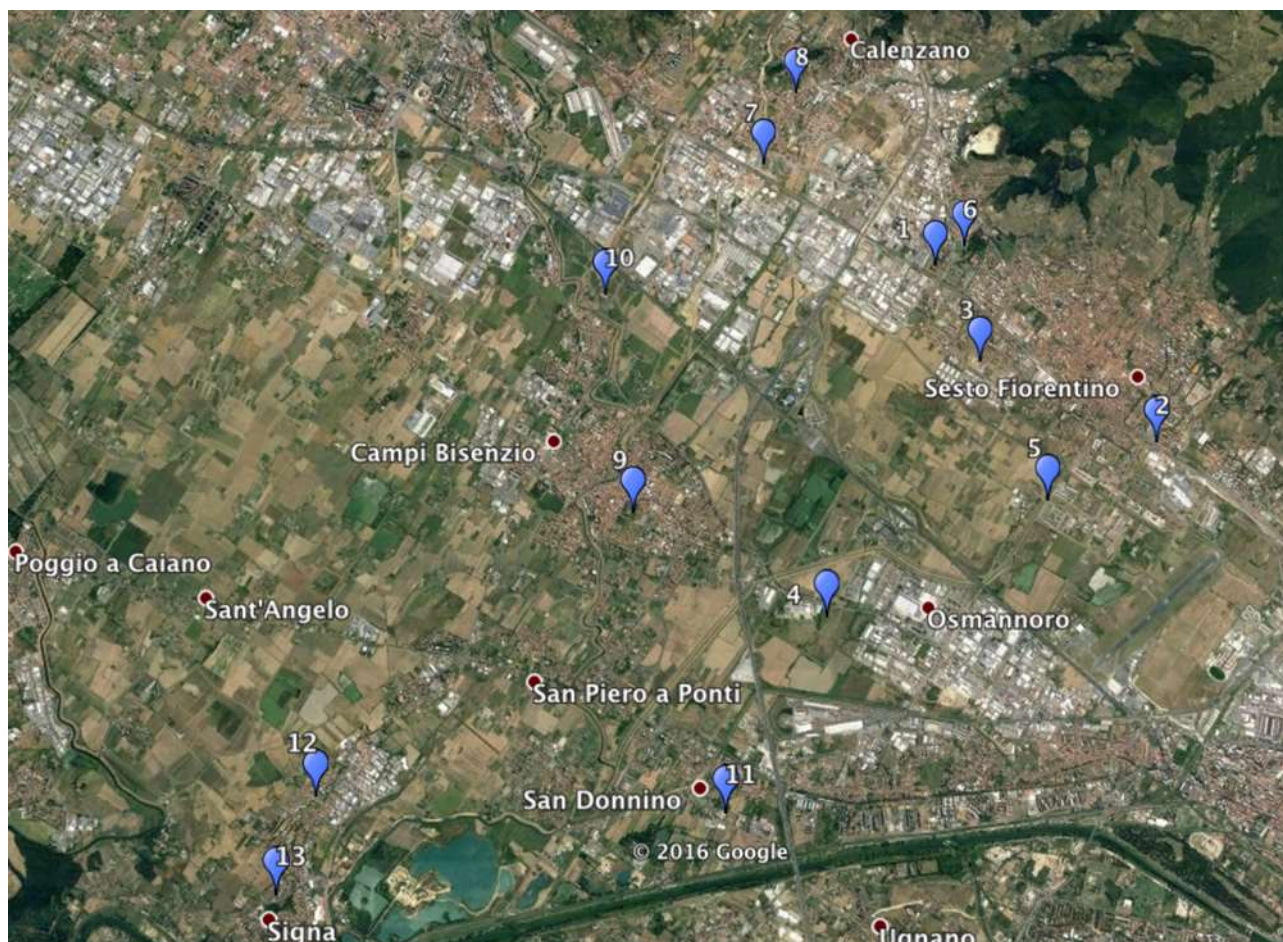 Calenzano
8
7
6
1
10
3
Sesto Fiorentino
2
Campi Bisenzio
9
5
Poggio a Caiano
Sant'Angelo
4
Osmannoro
San Piero a Ponti
12
11
San Donnino
© 2016 Google
13
Signa
Ugnano